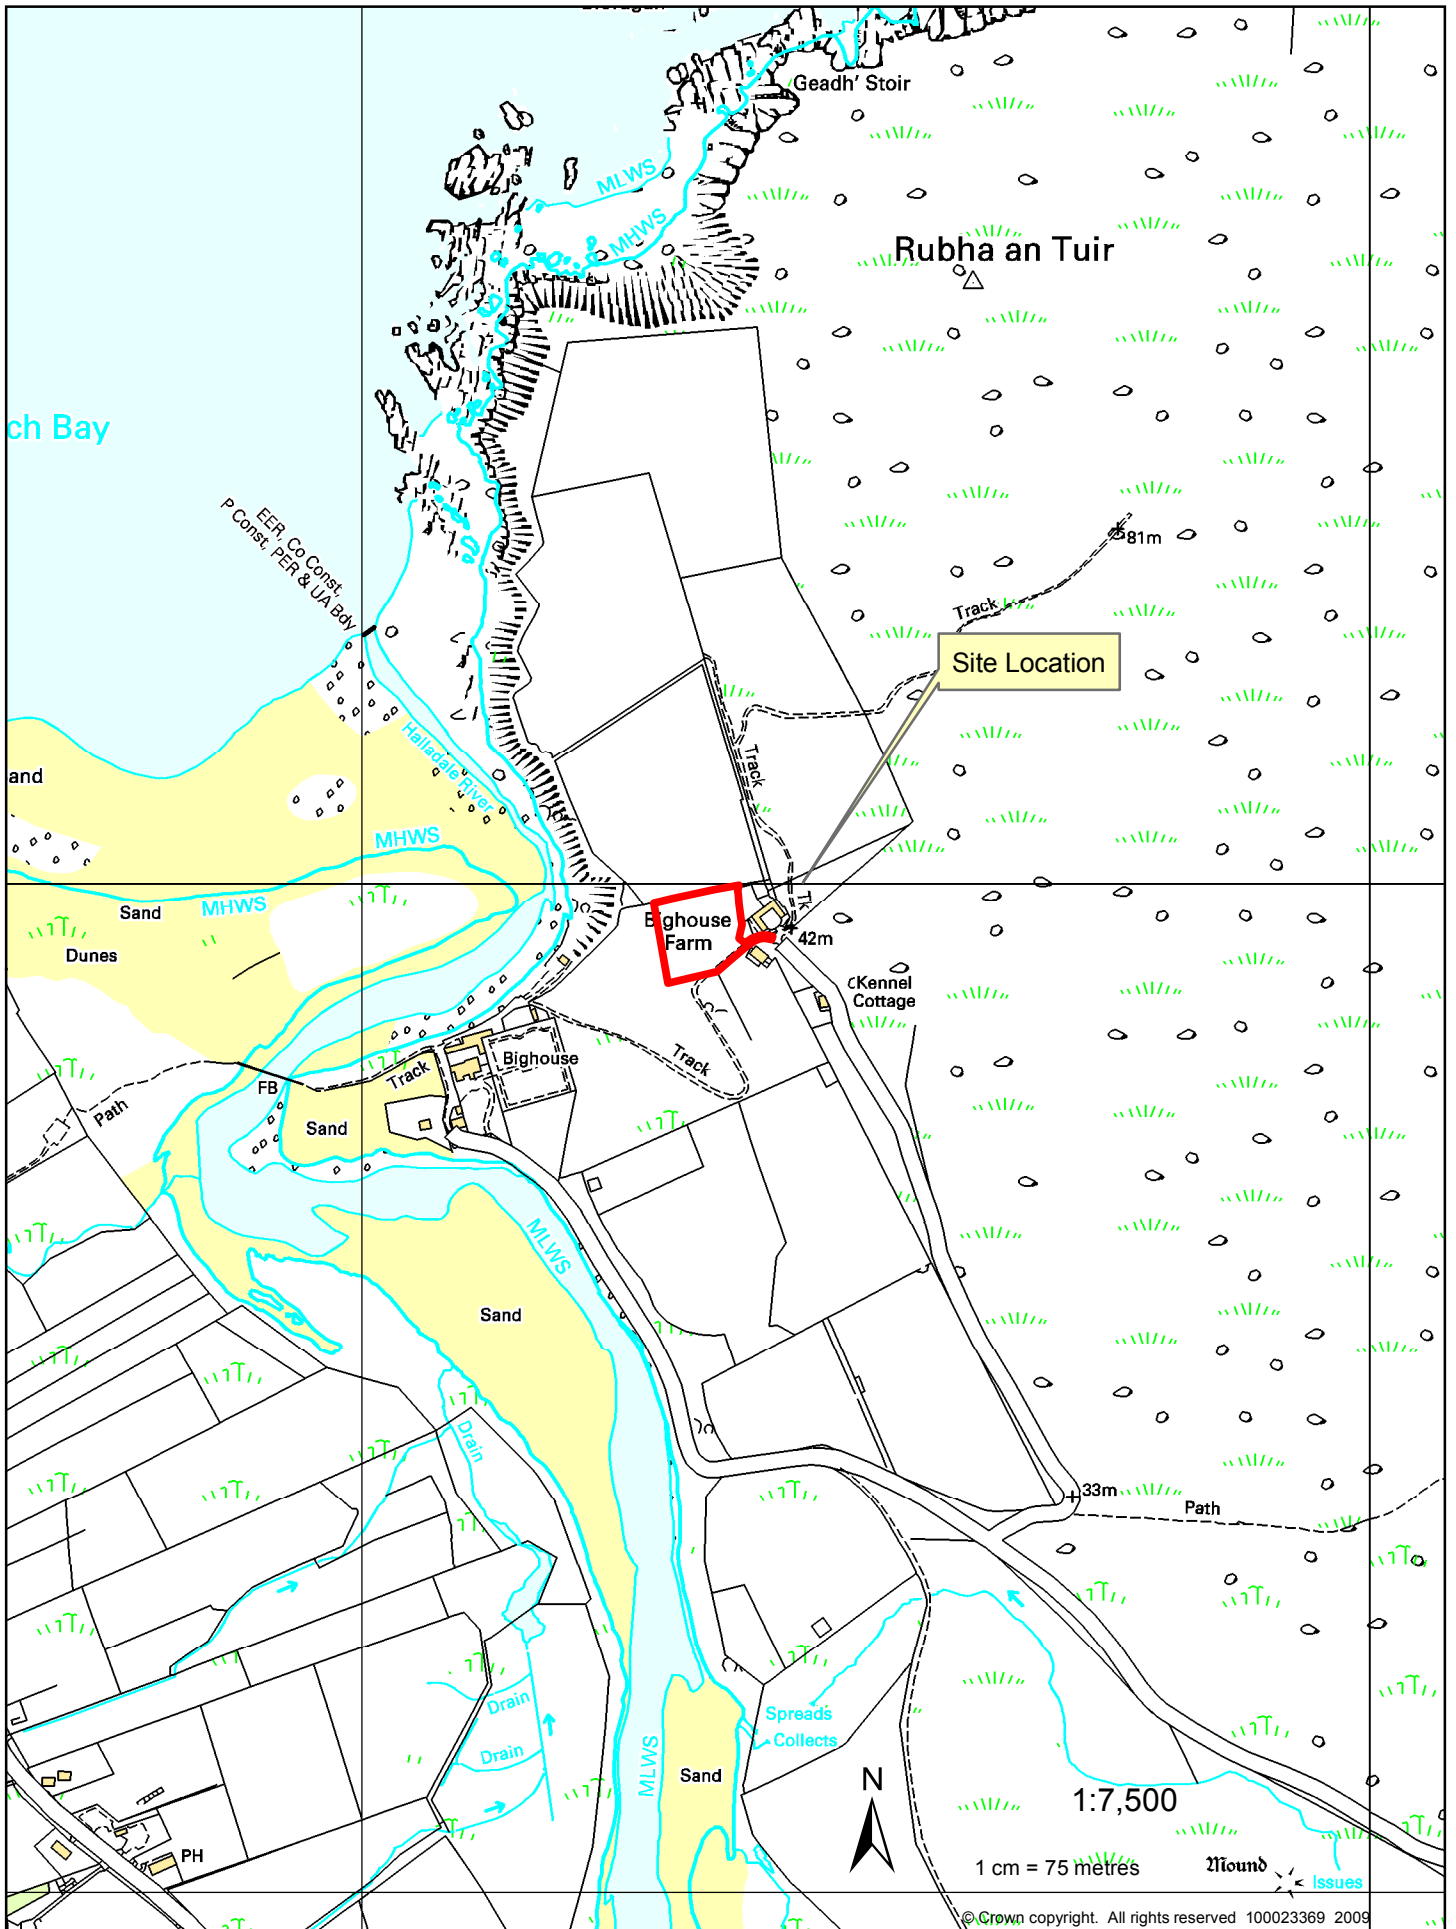 Geadh' Stoir
MLWS
MHWS
Rubha an Tuir
ch Bay
EER, Co Const,
P Const, PER & UA Bdy
81m
Track
Site Location
Halladale River
Track
and
MHWS
Tk
Sand
MHWS
Bighouse
Farm
42m
Dunes
Kennel
Cottage
Bighouse
Track
Track
FB
Path
Sand
MLWS
Sand
Drain
33m
Path
Drain
Spreads
Collects
Drain
MLWS
Sand
N
1:7,500
PH
1 cm = 75 metres
Mound
Issues
© Crown copyright. All rights reserved 100023369 2009